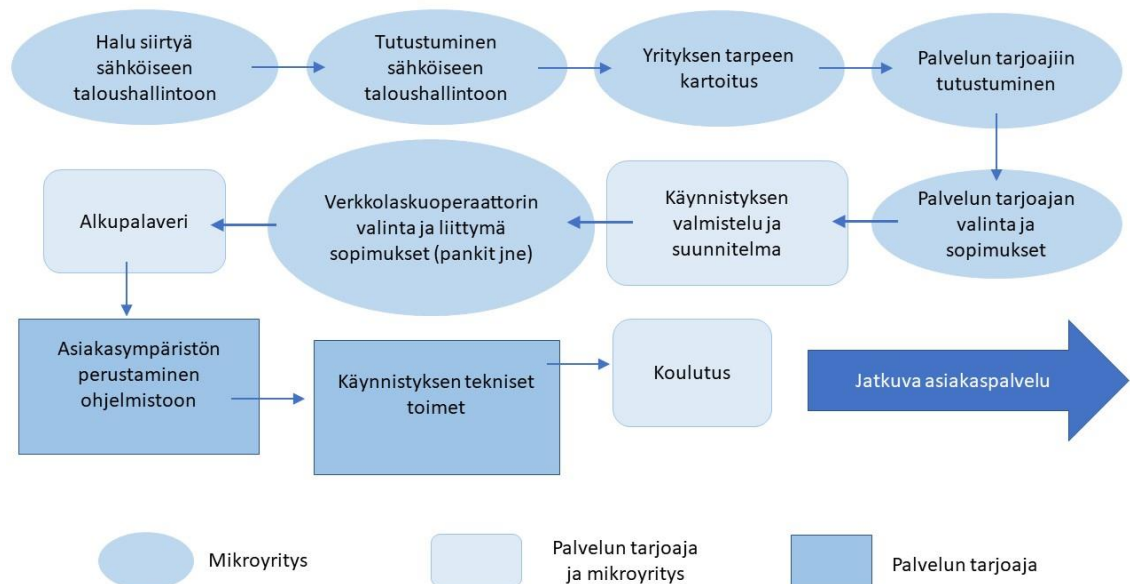 Halu siirtyä
sähköiseen
taloushallintoon
Tutustuminen
sähköiseen
taloushallintoon
Yrityksen tarpeen
kartoitus
Palvelun tarjoajiin
tutustuminen
Palvelun tarjoajan
valinta ja
sopimukset
Käynnistyksen
valmistelu ja
suunnitelma
Verkkolaskuoperaattorin
valinta ja liittymä
sopimukset (pankit jne)
Alkupalaveri
Asiakasympäristön
perustaminen
ohjelmistoon
Käynnistyksen tekniset
toimet
Koulutus
Jatkuva asiakaspalvelu
Mikroyritys
Palvelun tarjoaja
ja mikroyritys
Palvelun tarjoaja